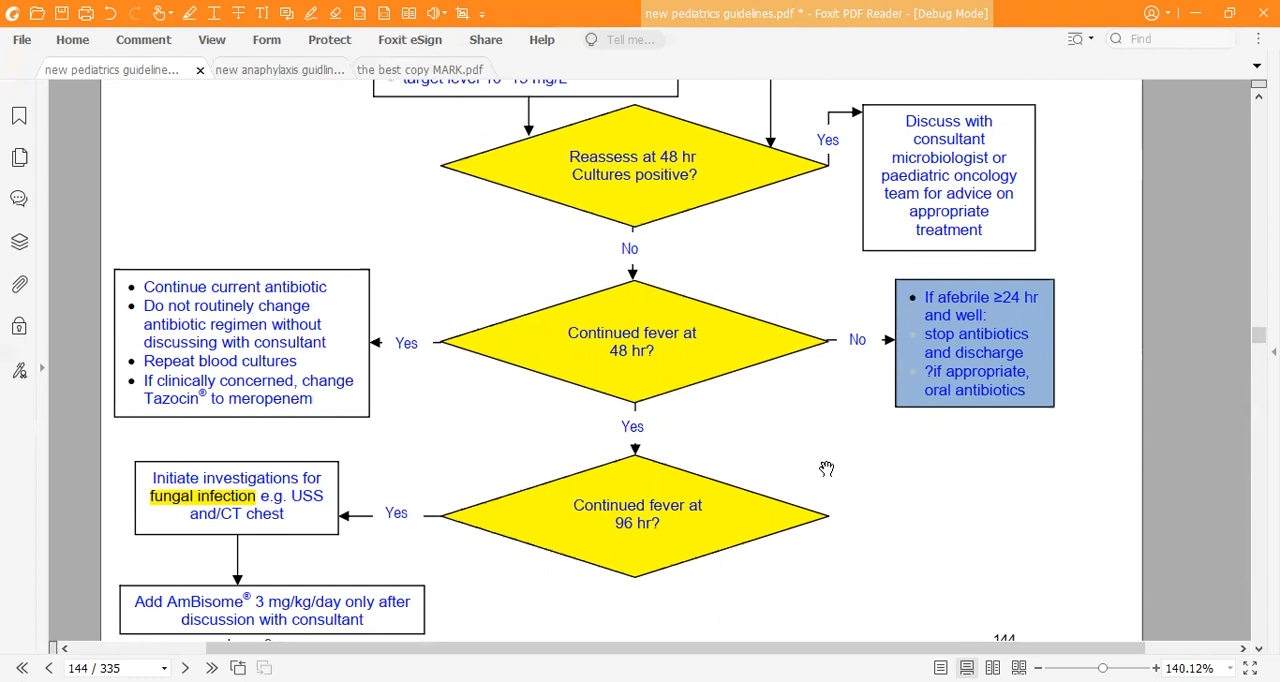 new pediatrics guidelines.pdf * - Foxit PDF Reader - [Debug Mode]
File Home Comment View Form Protect Foxit eSign Share Help Tell me... Find
new pediatrics guideline... new anaphylaxis guidlin... the best copy MARK.pdf
• target level 10–15 mg/L
Reassess at 48 hr
Cultures positive?
Yes
Discuss with
consultant
microbiologist or
paediatric oncology
team for advice on
appropriate
treatment
No
• Continue current antibiotic
• Do not routinely change
antibiotic regimen without
discussing with consultant
• Repeat blood cultures
• If clinically concerned, change
Tazocin® to meropenem
Yes
Continued fever at
48 hr?
No
• If afebrile ≥24 hr
and well:
• stop antibiotics
and discharge
• ?if appropriate,
oral antibiotics
Yes
Initiate investigations for
fungal infection e.g. USS
and/CT chest
Yes
Continued fever at
96 hr?
Add AmBisome® 3 mg/kg/day only after
discussion with consultant
144
144 / 335
140.12%